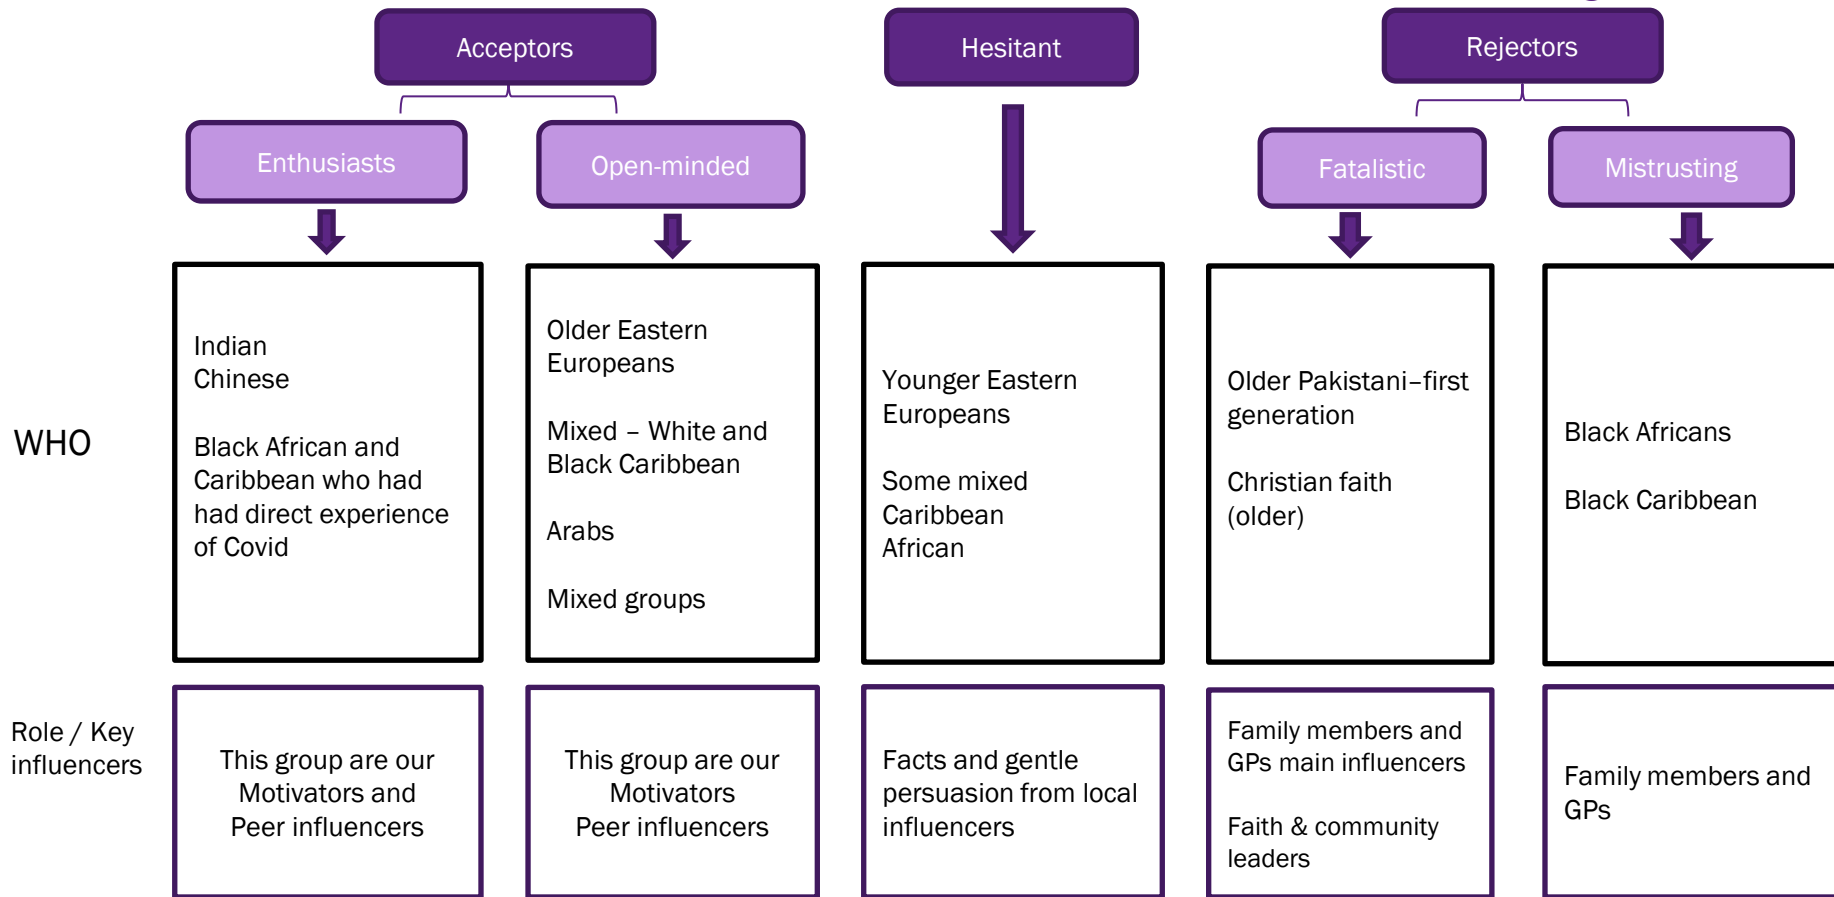 Acceptors
Hesitant
Rejectors
Enthusiasts
Open-minded
Fatalistic
Mistrusting
WHO
Indian
Chinese
Black African and
Caribbean who had
had direct experience
of Covid
Older Eastern
Europeans
Mixed – White and
Black Caribbean
Arabs
Mixed groups
Younger Eastern
Europeans
Some mixed
Caribbean
African
Older Pakistani–first
generation
Christian faith
(older)
Black Africans
Black Caribbean
Role / Key
influencers
This group are our
Motivators and
Peer influencers
This group are our
Motivators
Peer influencers
Facts and gentle
persuasion from local
influencers
Family members and
GPs main influencers
Faith & community
leaders
Family members and
GPs